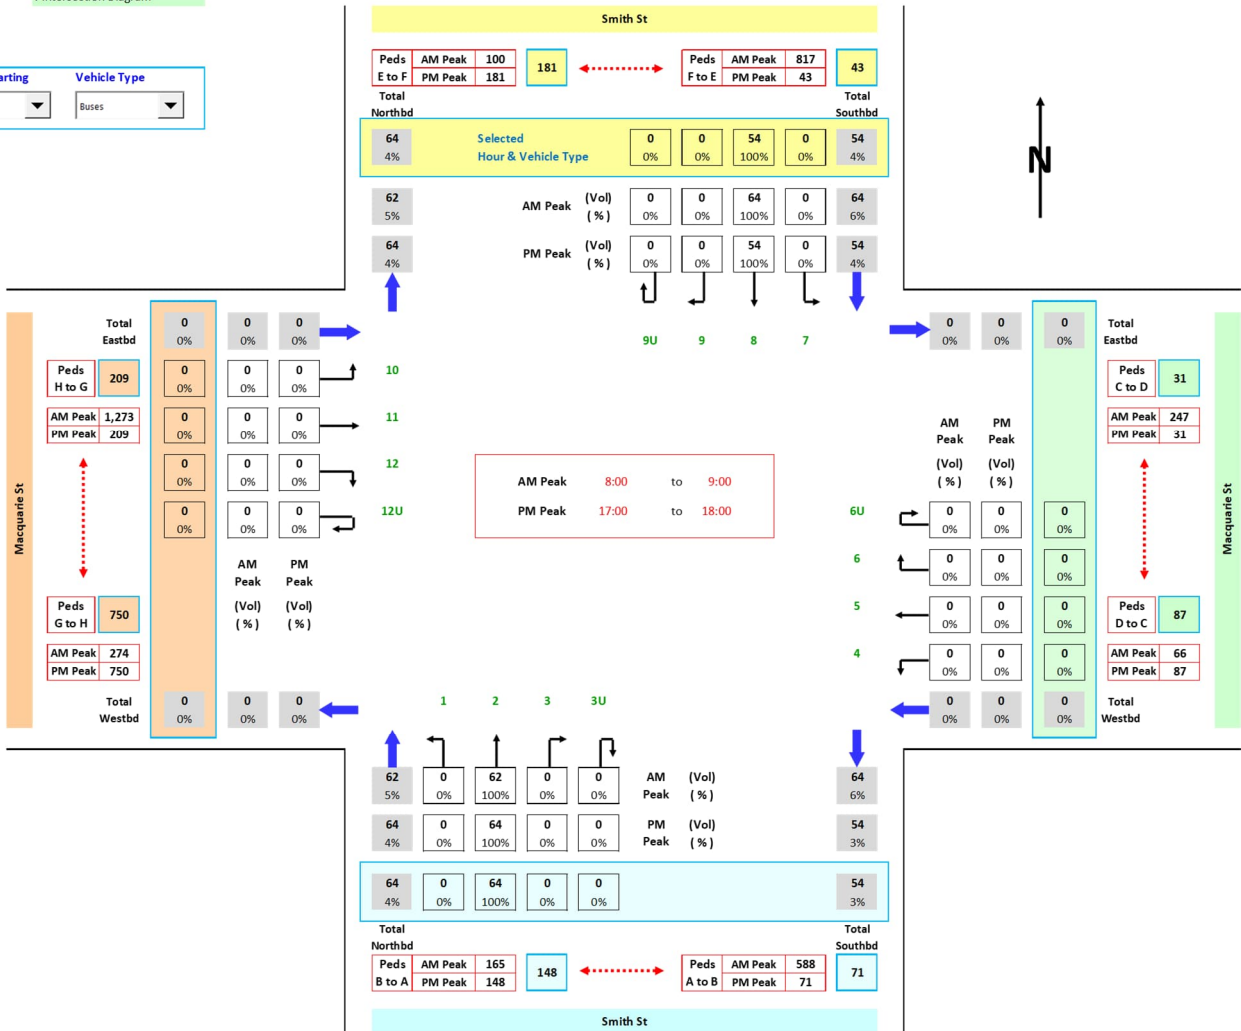 Smith St
arting Vehicle Type
Buses
Peds AM Peak 100 181 Peds AM Peak 817 43
E to F PM Peak 181 F to E PM Peak 43
Total Total
Northbd Southbd
64 Selected 0 0 54 0 54
4% Hour & Vehicle Type 0% 0% 100% 0% 4%
62 AM Peak (Vol) 0 0 64 0 64
5% ( % ) 0% 0% 100% 0% 6%
64 PM Peak (Vol) 0 0 54 0 54
4% ( % ) 0% 0% 100% 0% 4%
N
Total 0 0 0 9U 9 8 7 0 0 0 Total
Eastbd 0% 0% 0% 0% 0% 0% Eastbd
Peds 209 0 0 0 10 Peds 31
H to G 0% 0% 0% C to D
AM Peak 1,273 0 0 0 11 AM PM AM Peak 247
PM Peak 209 0% 0% 0% Peak Peak PM Peak 31
0 0 0 12 (Vol) (Vol)
0% 0% 0% ( % ) ( % )
AM Peak 8:00 to 9:00
PM Peak 17:00 to 18:00
0 0 0 12U 6U 0 0 0
0% 0% 0% 0% 0% 0%
Macquarie St
Macquarie St
AM PM 6 0 0 0
Peak Peak 0% 0% 0%
Peds 750 (Vol) (Vol) 5 0 0 0 Peds 87
G to H ( % ) ( % ) 0% 0% 0% D to C
AM Peak 274 4 0 0 0 AM Peak 66
PM Peak 750 0% 0% 0% PM Peak 87
Total 0 0 0 1 2 3 3U 0 0 0 Total
Westbd 0% 0% 0% 0% 0% 0% Westbd
62 0 62 0 0 AM (Vol) 64
5% 0% 100% 0% 0% Peak ( % ) 6%
64 0 64 0 0 PM (Vol) 54
4% 0% 100% 0% 0% Peak ( % ) 3%
64 0 64 0 0 54
4% 0% 100% 0% 0% 3%
Total Total
Northbd Southbd
Peds AM Peak 165 148 Peds AM Peak 588 71
B to A PM Peak 148 A to B PM Peak 71
Smith St